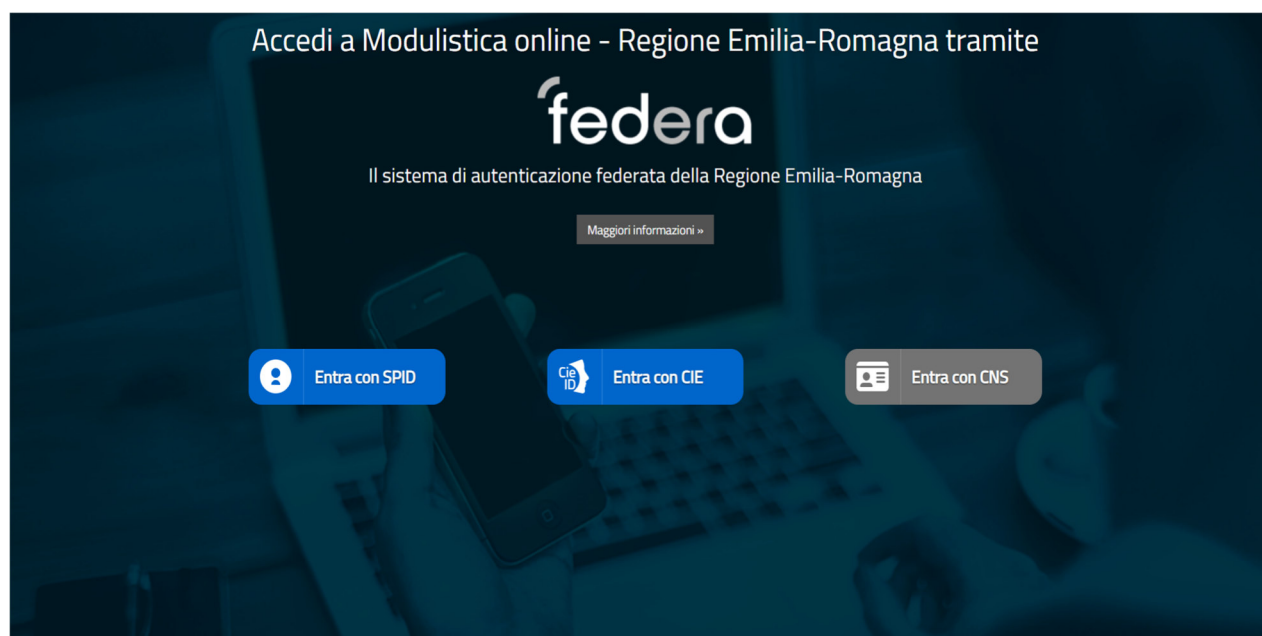 Accedi a Modulistica online - Regione Emilia-Romagna tramite
federa
Il sistema di autenticazione federata della Regione Emilia-Romagna
Maggiori informazioni »
Entra con SPID
Cie ID
Entra con CIE
Entra con CNS